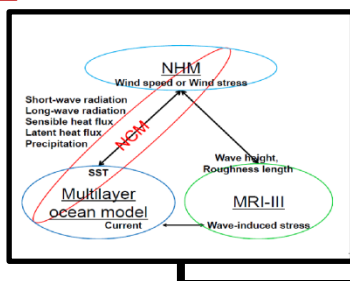 NHM
Wind speed or Wind stress
Short-wave radiation
Long-wave radiation
Sensible heat flux
Latent heat flux
Precipitation
NCM
Wave height,
Roughness length
SST
Multilayer
ocean model
MRI-III
Current
Wave-induced stress